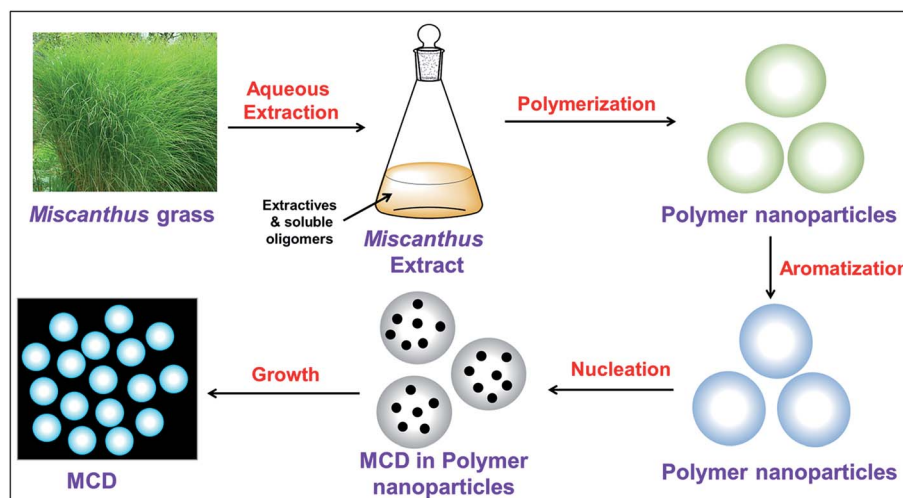 Aqueous
Extraction
Polymerization
Extractives
& soluble
oligomers
Miscanthus grass
Miscanthus
Extract
Polymer nanoparticles
Aromatization
Nucleation
Growth
MCD
MCD in Polymer
nanoparticles
Polymer nanoparticles